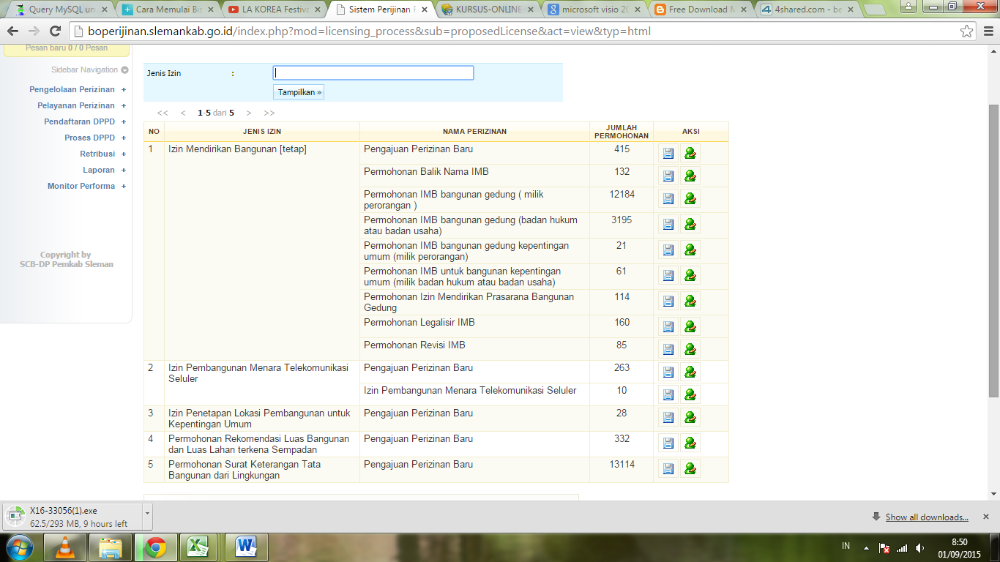 Query MySQL un
Cara Memulai Bis
LA KOREA Festiva
Sistem Perijinan P
KURSUS-ONLINE
microsoft visio 20
Free Download M
4shared.com - be
boperijinan.slemankab.go.id/index.php?mod=licensing_process&sub=proposedLicense&act=view&typ=html
Pesan baru 0 / 0 Pesan
Sidebar Navigation
Pengelolaan Perizinan +
Pelayanan Perizinan +
Pendaftaran DPPD +
Proses DPPD +
Retribusi +
Laporan +
Monitor Performa +
Copyright by
SCB-DP Pemkab Sleman
Jenis Izin :
Tampilkan »
<< < 1-5 dari 5 > >>
NO JENIS IZIN NAMA PERIZINAN JUMLAH PERMOHONAN AKSI
1 Izin Mendirikan Bangunan [tetap] Pengajuan Perizinan Baru 415
Permohonan Balik Nama IMB 132
Permohonan IMB bangunan gedung ( milik 12184
perorangan )
Permohonan IMB bangunan gedung (badan hukum 3195
atau badan usaha)
Permohonan IMB bangunan gedung kepentingan 21
umum (milik perorangan)
Permohonan IMB untuk bangunan kepentingan 61
umum (milik badan hukum atau badan usaha)
Permohonan Izin Mendirikan Prasarana Bangunan 114
Gedung
Permohonan Legalisir IMB 160
Permohonan Revisi IMB 85
2 Izin Pembangunan Menara Telekomunikasi Pengajuan Perizinan Baru 263
Seluler
Izin Pembangunan Menara Telekomunikasi Seluler 10
3 Izin Penetapan Lokasi Pembangunan untuk Pengajuan Perizinan Baru 28
Kepentingan Umum
4 Permohonan Rekomendasi Luas Bangunan Pengajuan Perizinan Baru 332
dan Luas Lahan terkena Sempadan
5 Permohonan Surat Keterangan Tata Pengajuan Perizinan Baru 13114
Bangunan dari Lingkungan
X16-33056(1).exe
62.5/293 MB, 9 hours left
Show all downloads...
IN
8:50
01/09/2015